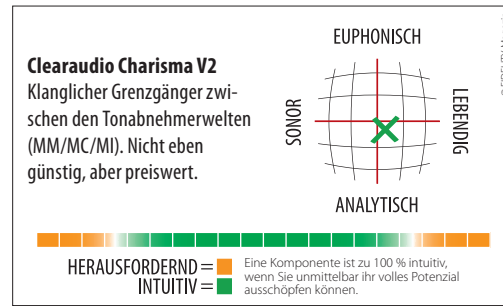 Clearaudio Charisma V2
Klanglicher Grenzgänger zwi-
schen den Tonabnehmerwelten
(MM/MC/MI). Nicht eben
günstig, aber preiswert.
EUPHONISCH
SONOR
LEBENDIG
ANALYTISCH
HERAUSFORDERND =
INTUITIV =
Eine Komponente ist zu 100 % intuitiv,
wenn Sie unmittelbar ihr volles Potenzial
ausschöpfen können.